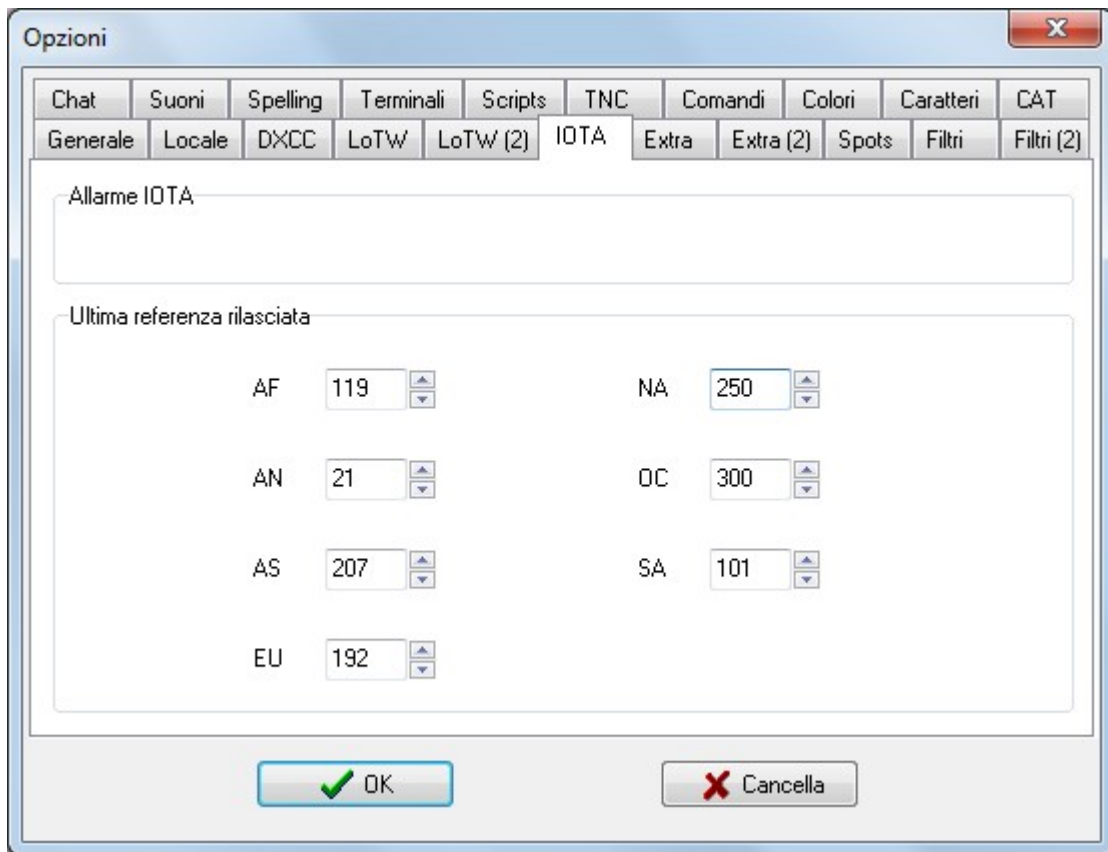 Opzioni
Chat Suoni Spelling Terminali Scripts TNC Comandi Colori Caratteri CAT
Generale Locale DXCC LoTW LoTW (2) IOTA Extra Extra (2) Spots Filtri Filtri (2)
Allarme IOTA
Ultima referenza rilasciata
AF 119 NA 250
AN 21 OC 300
AS 207 SA 101
EU 192
OK Cancella